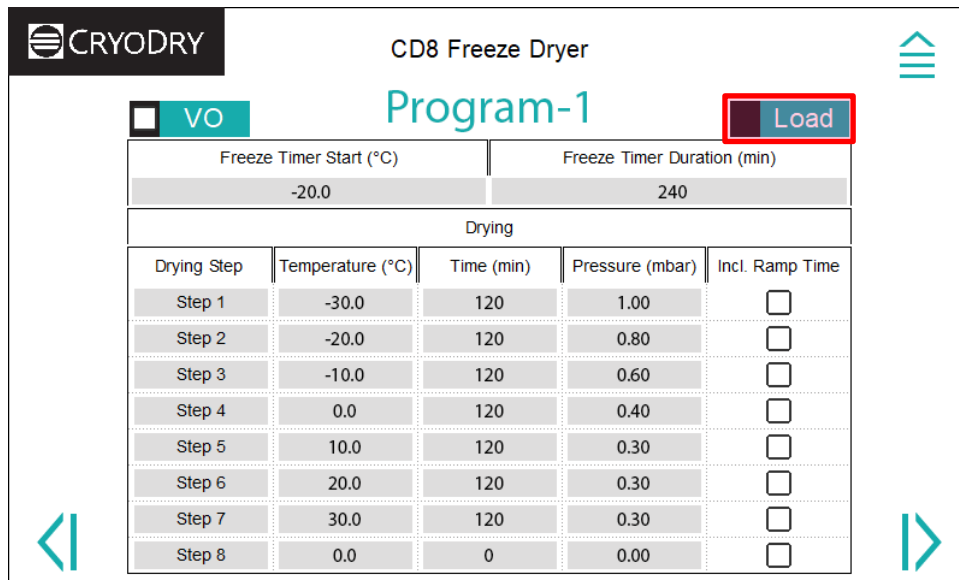 CRYODRY
CD8 Freeze Dryer
VO Program-1 Load
Freeze Timer Start (°C) Freeze Timer Duration (min)
-20.0 240
Drying
Drying Step Temperature (°C) Time (min) Pressure (mbar) Incl. Ramp Time
Step 1 -30.0 120 1.00
Step 2 -20.0 120 0.80
Step 3 -10.0 120 0.60
Step 4 0.0 120 0.40
Step 5 10.0 120 0.30
Step 6 20.0 120 0.30
Step 7 30.0 120 0.30
Step 8 0.0 0 0.00